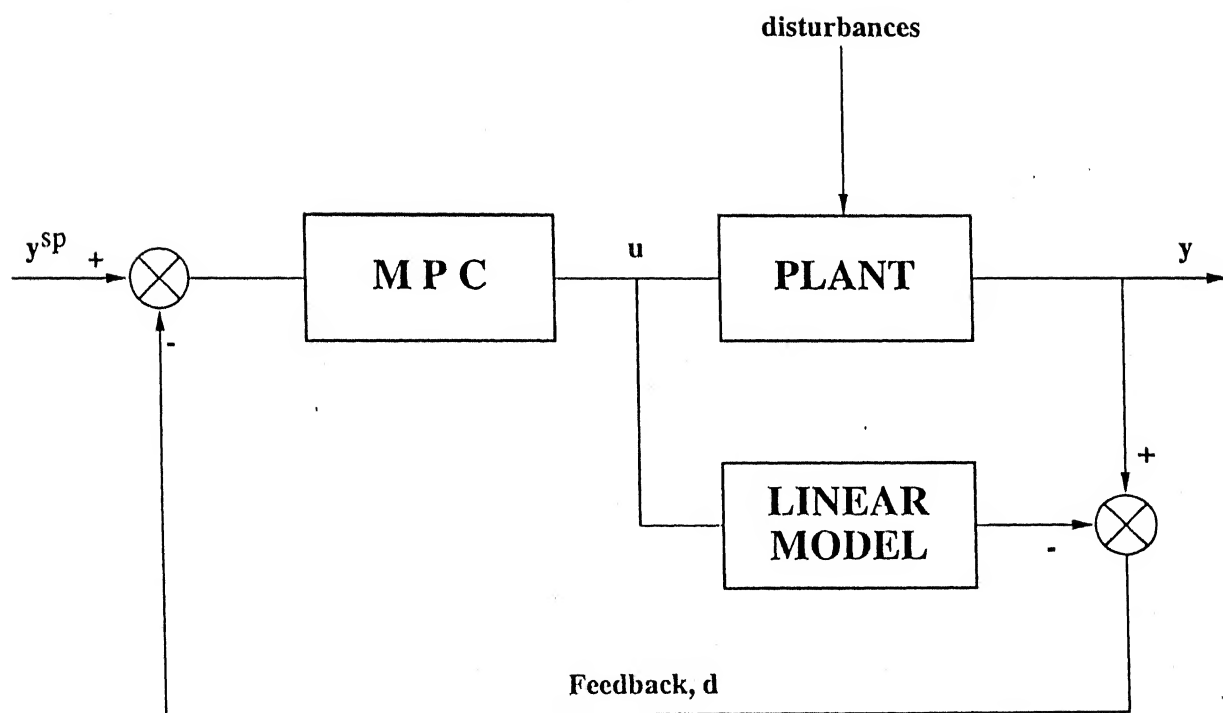 disturbances
y^sp
+
M P C
u
PLANT
y
-
+
LINEAR
MODEL
-
Feedback, d